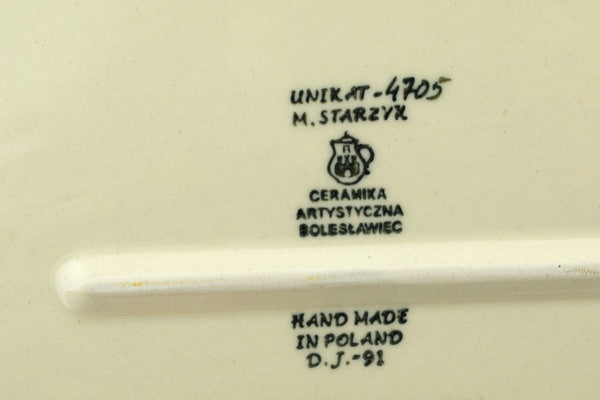 UNIKAT-4705
M. STARZYK
CERAMIKA
ARTYSTYCZNA
BOLESŁAWIEC
HAND MADE
IN POLAND
D.J.-91